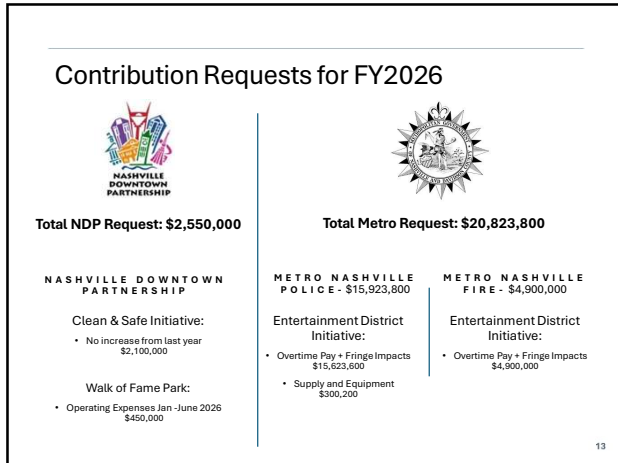 Contribution Requests for FY2026
NASHVILLE
DOWNTOWN
PARTNERSHIP
Total NDP Request: $2,550,000
NASHVILLE DOWNTOWN
PARTNERSHIP
Clean & Safe Initiative:
• No increase from last year
$2,100,000
Walk of Fame Park:
• Operating Expenses Jan -June 2026
$450,000
Total Metro Request: $20,823,800
METRO NASHVILLE
POLICE- $15,923,800
Entertainment District
Initiative:
• Overtime Pay + Fringe Impacts
$15,623,600
• Supply and Equipment
$300,200
METRO NASHVILLE
FIRE- $4,900,000
Entertainment District
Initiative:
• Overtime Pay + Fringe Impacts
$4,900,000
13